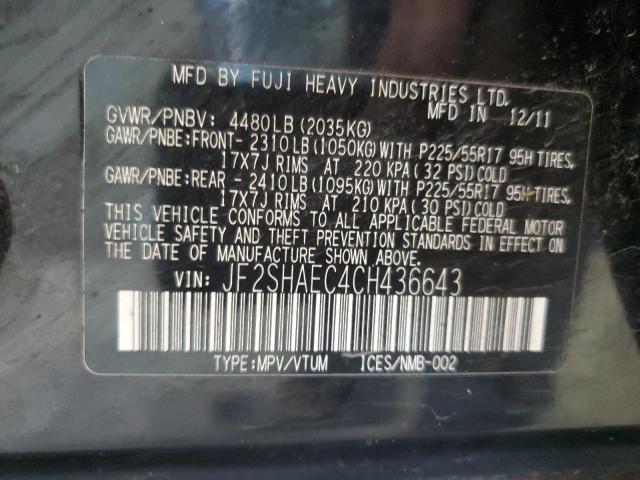 MFD BY FUJI HEAVY INDUSTRIES LTD.
MFD IN 12/11
GVWR/PNBV: 4480LB (2035KG)
GAWR/PNBE:FRONT- 2310LB (1050KG) WITH P225/55R17 95H TIRES,
17X7J RIMS AT 220 KPA ( 32 PSI) COLD
GAWR/PNBE:REAR - 2410LB (1095KG) WITH P225/55R17 95H TIRES,
17X7J RIMS AT 210 KPA ( 30 PSI) COLD
THIS VEHICLE CONFORMS TO ALL APPLICABLE FEDERAL MOTOR
VEHICLE SAFETY AND THEFT PREVENTION STANDARDS IN EFFECT ON
THE DATE OF MANUFACTURE SHOWN ABOVE.
VIN: JF2SHAEC4CH436643
TYPE:MPV/VTUM ICES/NMB-002